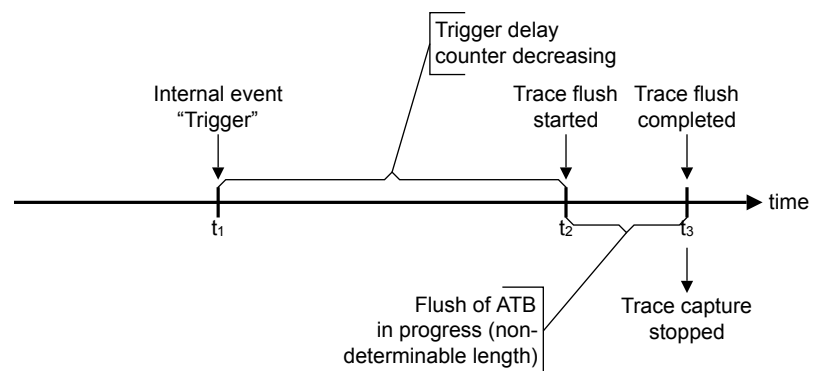 Trigger delay
counter decreasing
Internal event
“Trigger”
Trace flush
started
Trace flush
completed
time
t1
t2
t3
Flush of ATB
in progress (non-
determinable length)
Trace capture
stopped